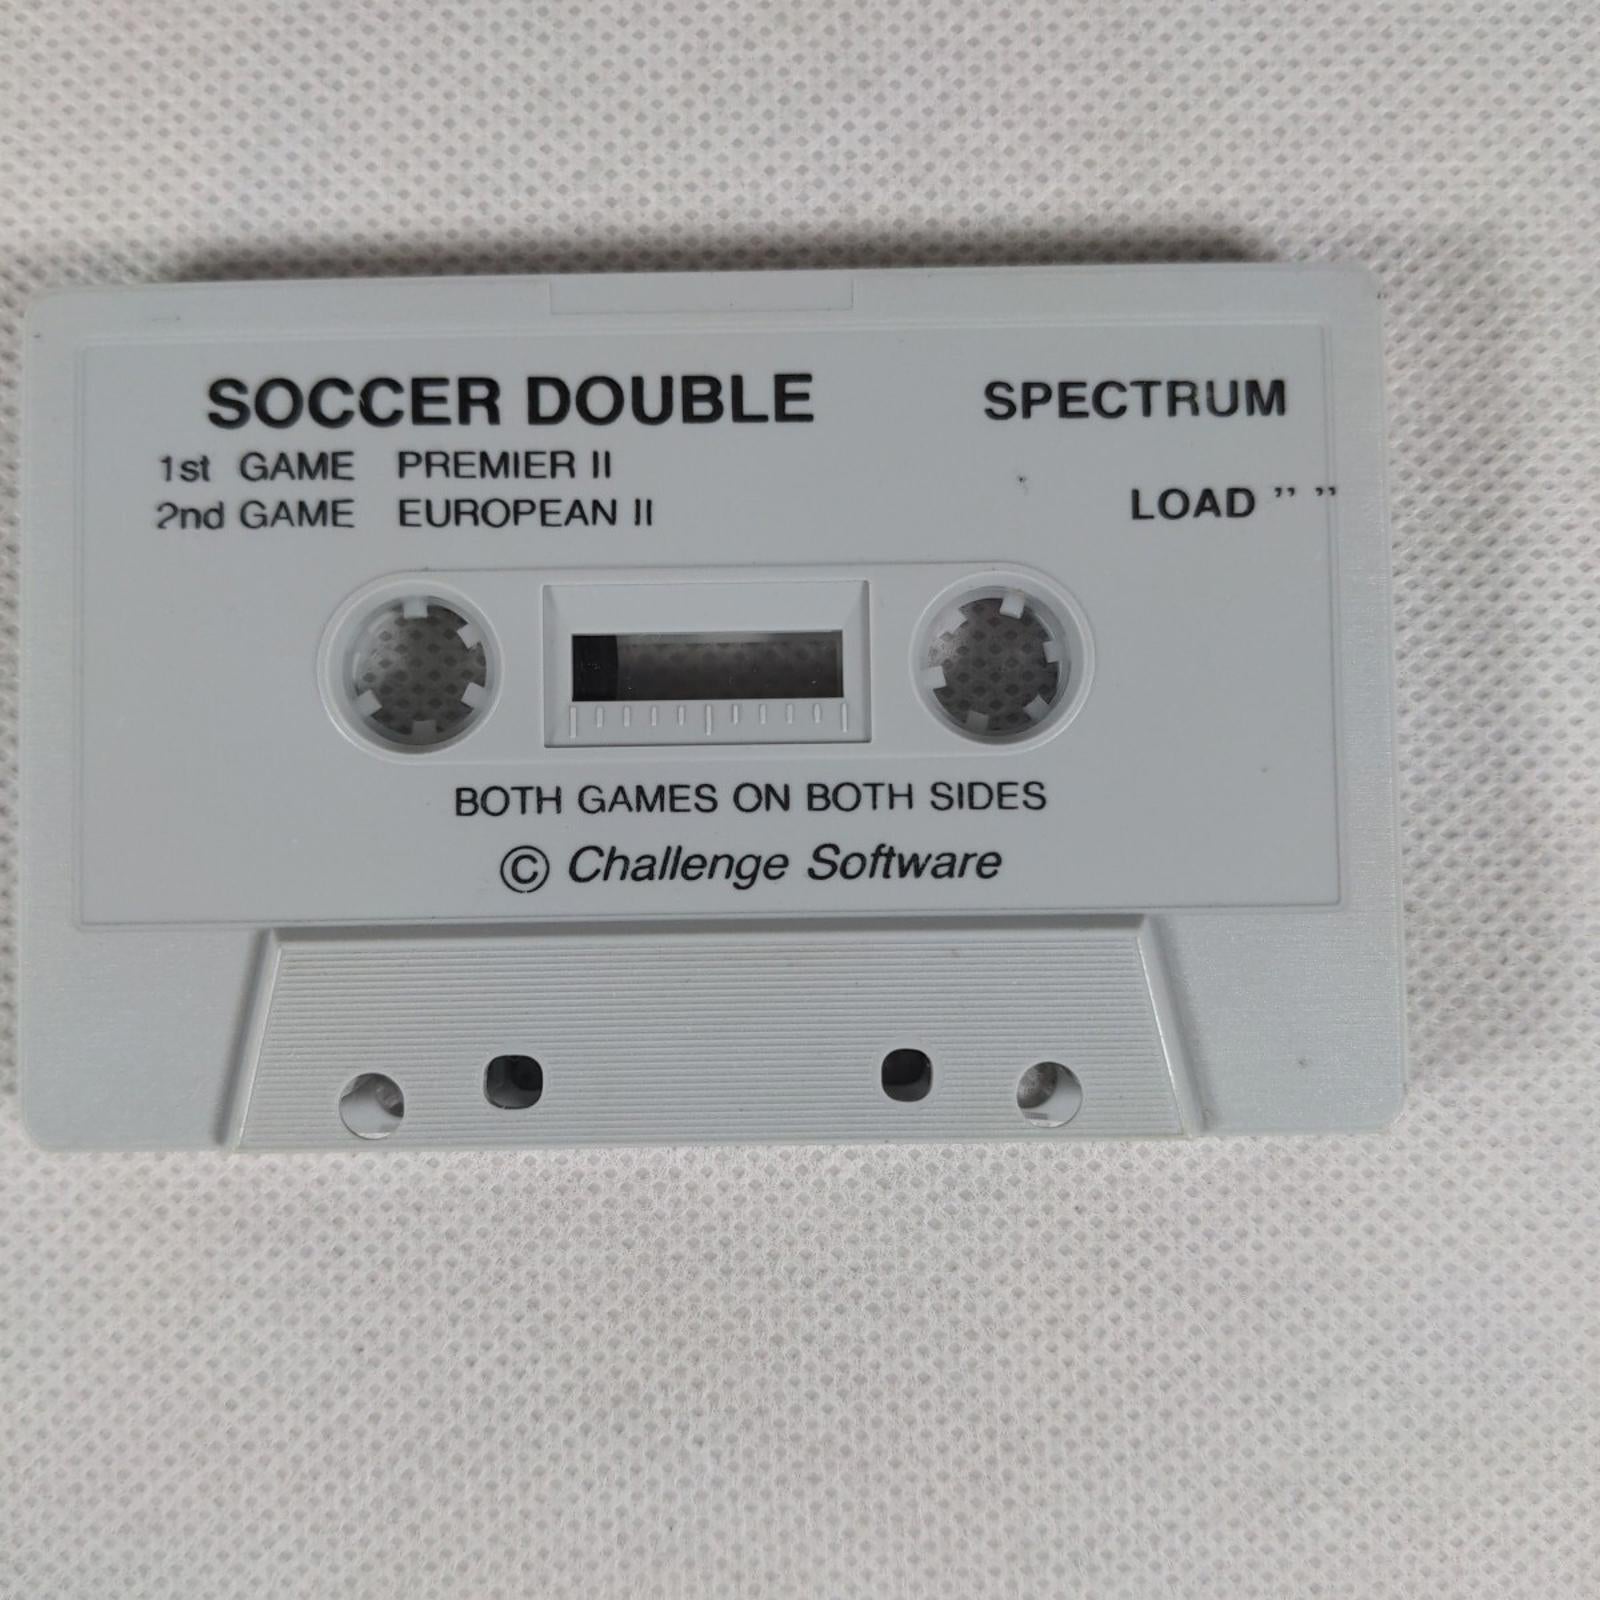 SOCCER DOUBLE
SPECTRUM
1st GAME PREMIER II
2nd GAME EUROPEAN II
LOAD ” ”
BOTH GAMES ON BOTH SIDES
© Challenge Software